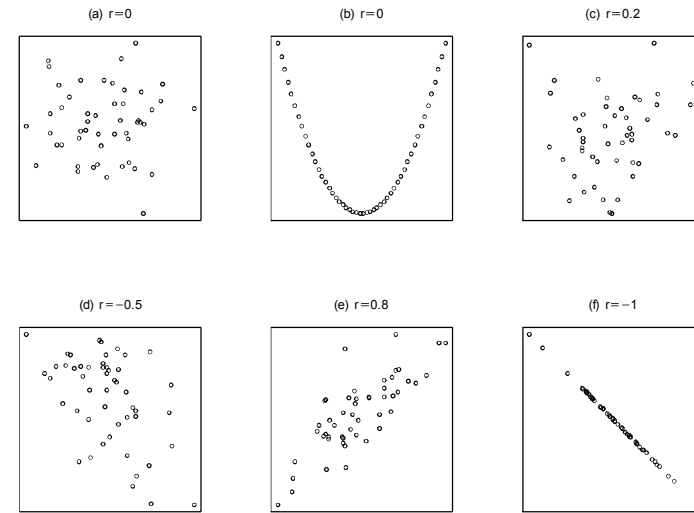 (a) r=0
(b) r=0
(c) r=0.2
(d) r=−0.5
(e) r=0.8
(f) r=−1